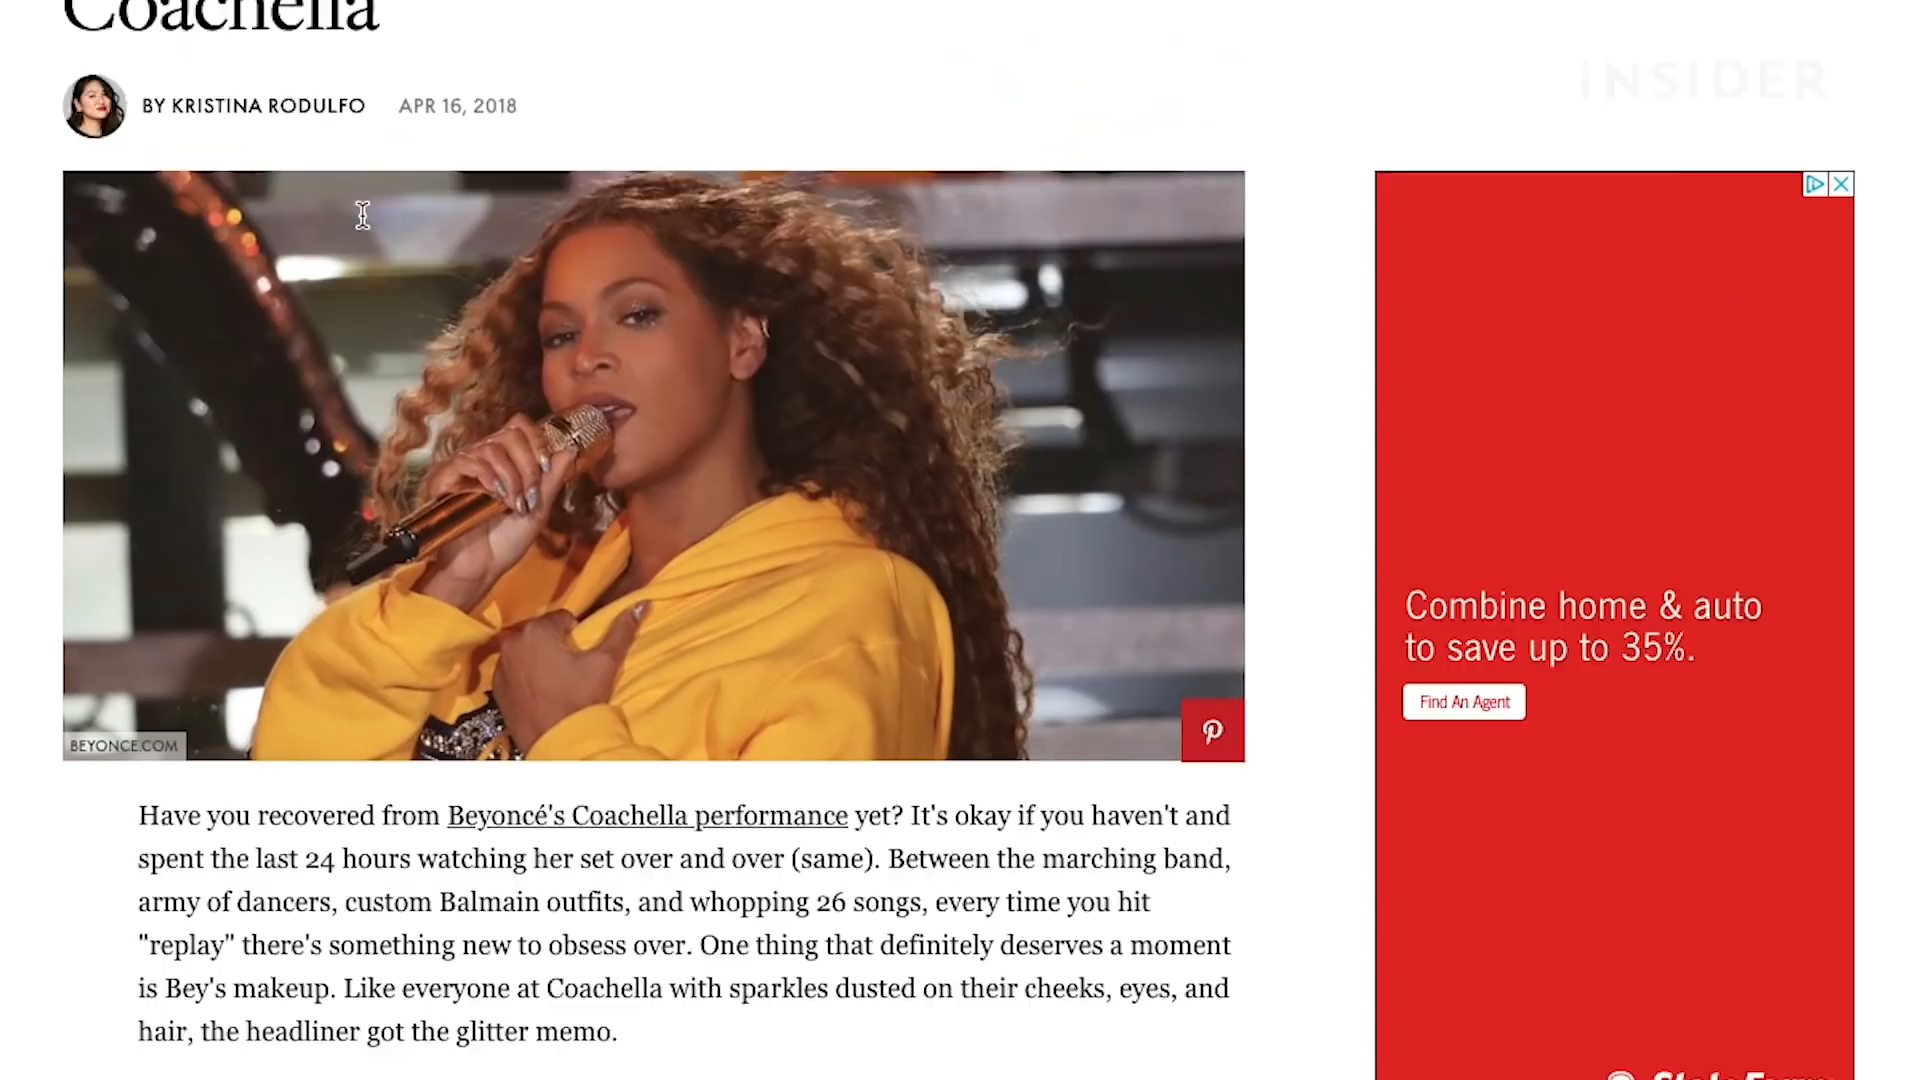 Coachella
INSIDER
BY KRISTINA RODULFO APR 16, 2018
BEYONCE.COM
Have you recovered from Beyoncé's Coachella performance yet? It's okay if you haven't and
spent the last 24 hours watching her set over and over (same). Between the marching band,
army of dancers, custom Balmain outfits, and whopping 26 songs, every time you hit
"replay" there's something new to obsess over. One thing that definitely deserves a moment
is Bey's makeup. Like everyone at Coachella with sparkles dusted on their cheeks, eyes, and
hair, the headliner got the glitter memo.
Combine home & auto
to save up to 35%.
Find An Agent
StateFarm